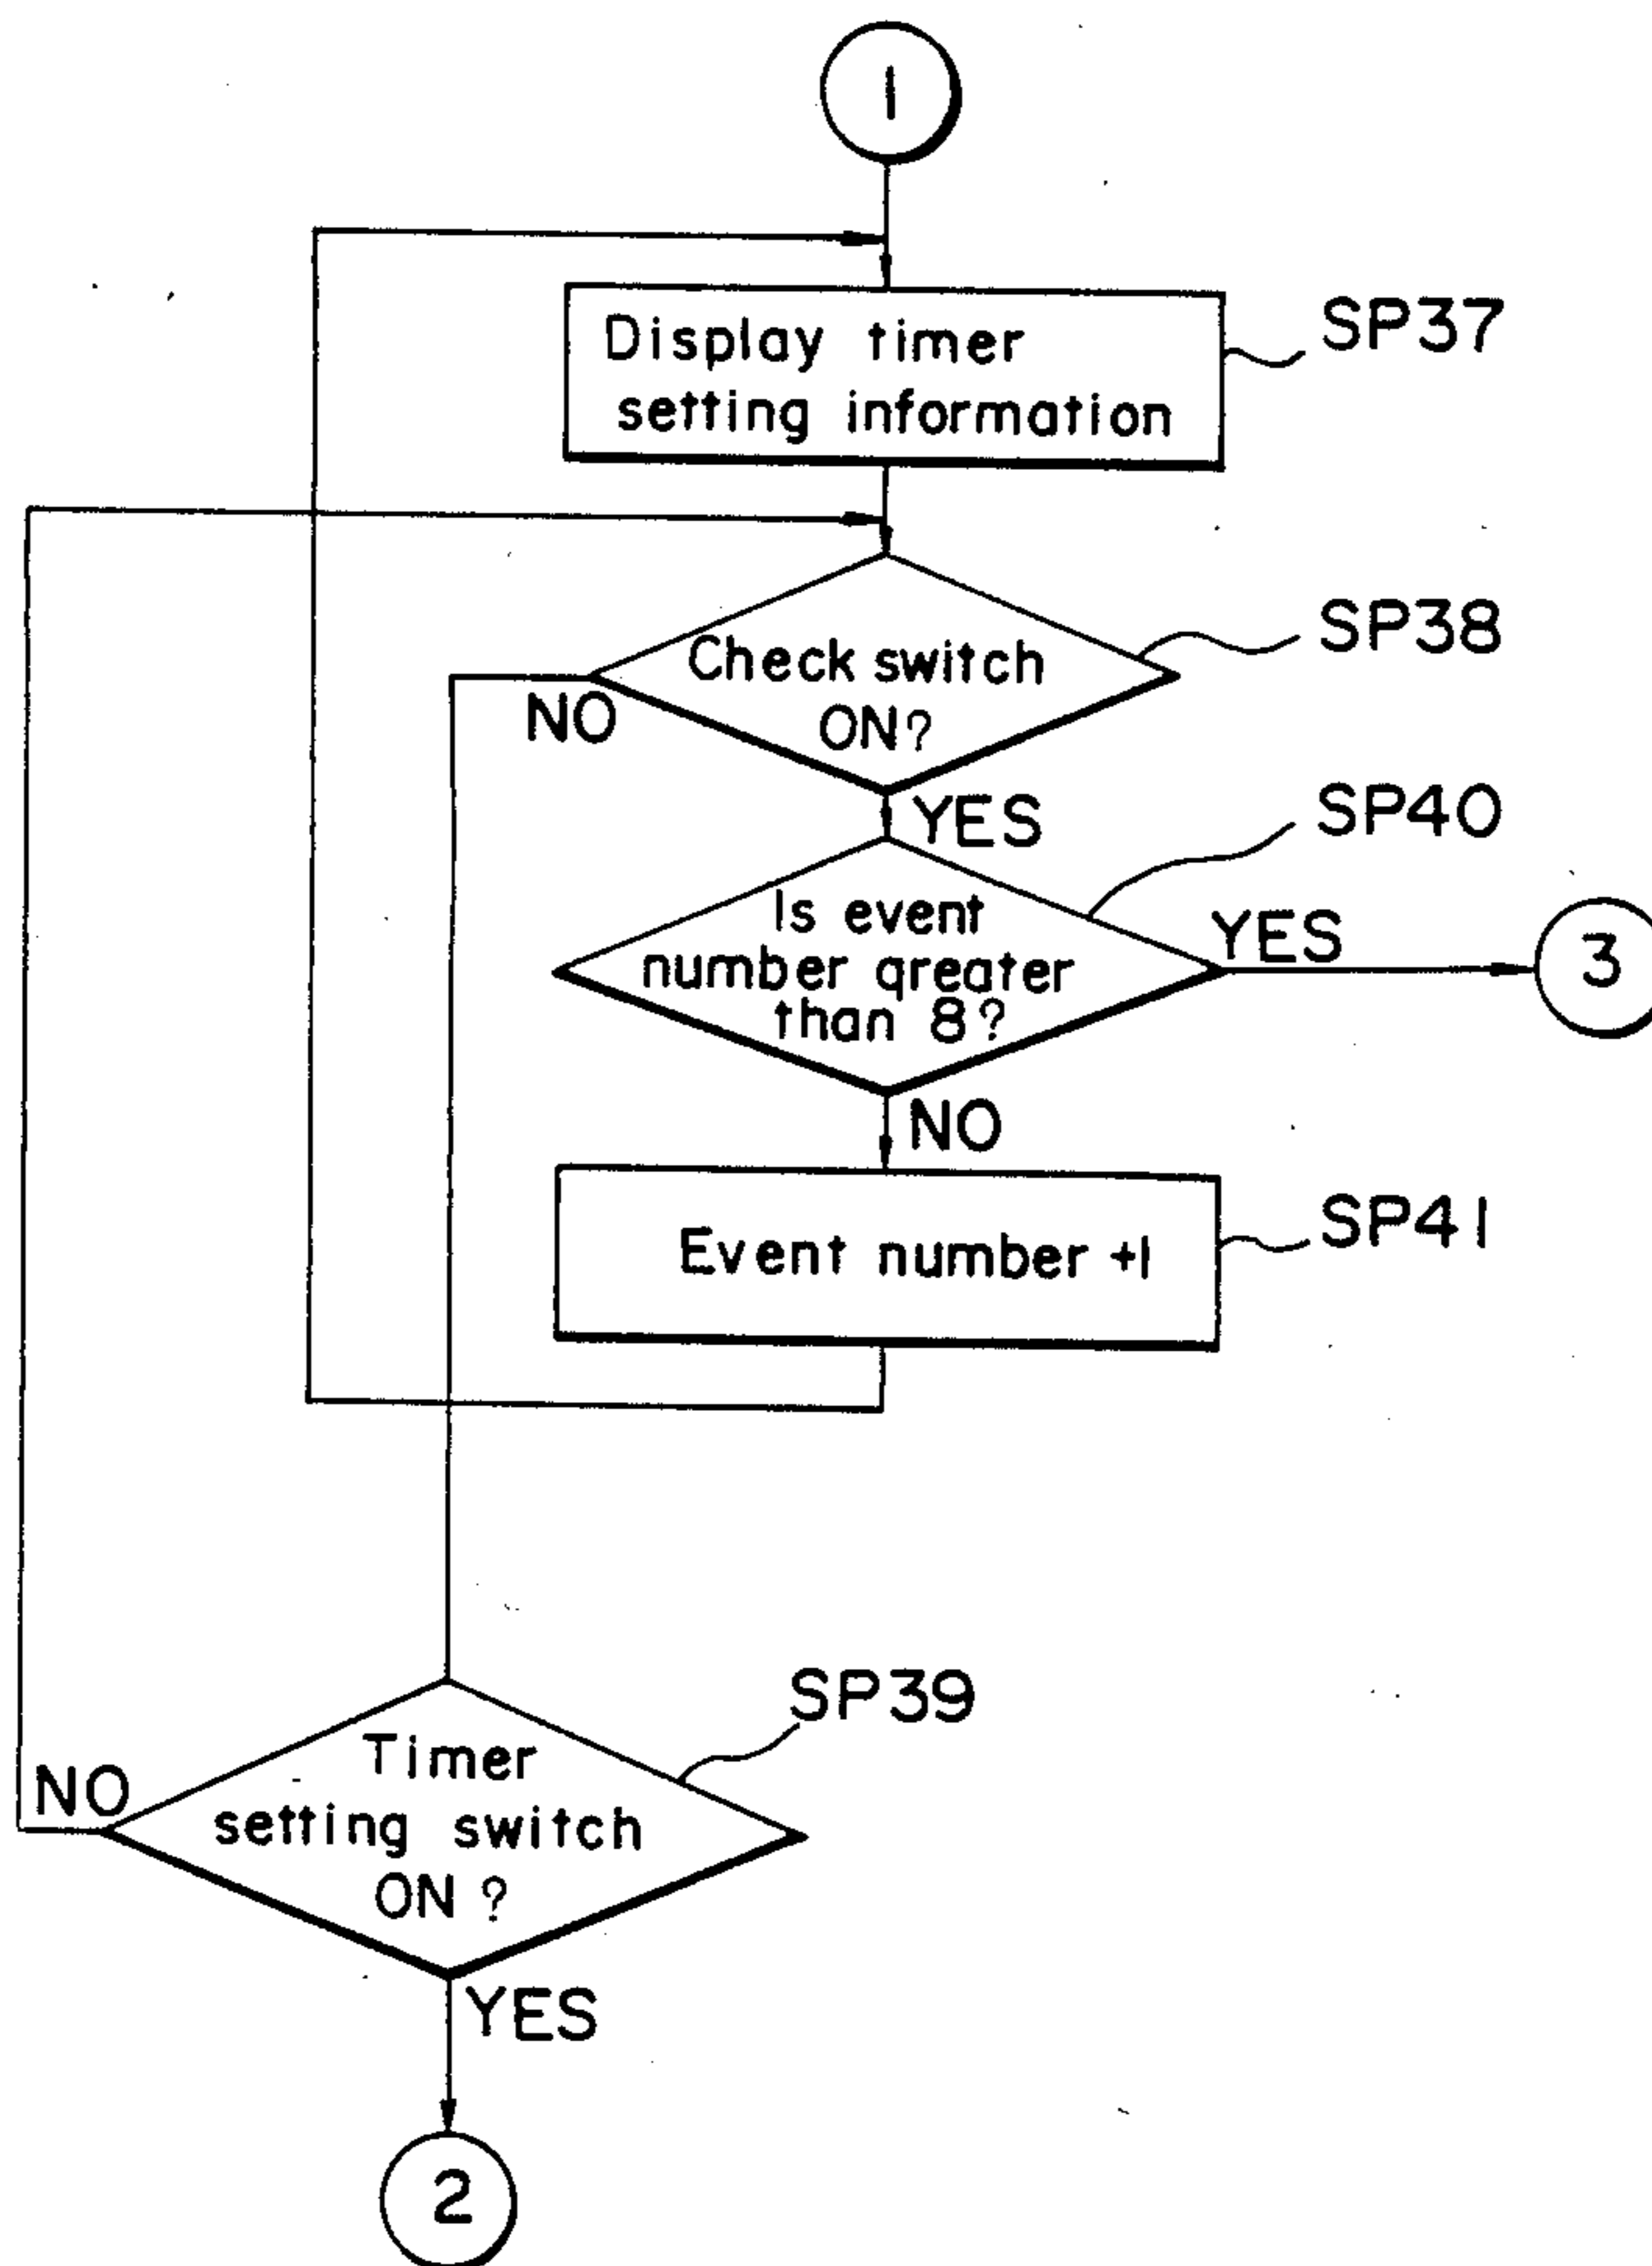 1
Display timer
setting information
SP37
Check switch
ON?
SP38
NO
YES
SP40
Is event
number qreater
than 8?
YES
3
NO
Event number +1
SP41
SP39
Timer
setting switch
ON?
NO
YES
2